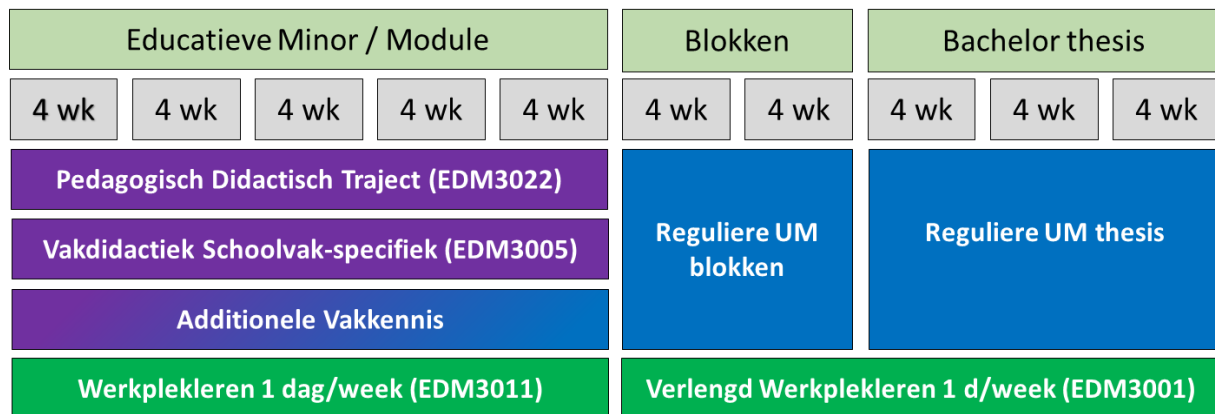 Educatieve Minor / Module
Blokken
Bachelor thesis
4 wk
4 wk
4 wk
4 wk
4 wk
4 wk
4 wk
4 wk
4 wk
4 wk
Pedagogisch Didactisch Traject (EDM3022)
Vakdidactiek Schoolvak-specifiek (EDM3005)
Additionele Vakkennis
Reguliere UM
blokken
Reguliere UM thesis
Werkplekleren 1 dag/week (EDM3011)
Verlengd Werkplekleren 1 d/week (EDM3001)